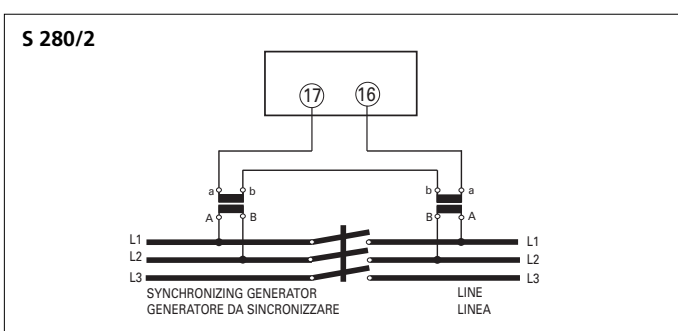 S 280/2
17 16
a b b a
A B B A
L1 L1
L2 L2
L3 L3
SYNCHRONIZING GENERATOR LINE
GENERATORE DA SINCRONIZZARE LINEA